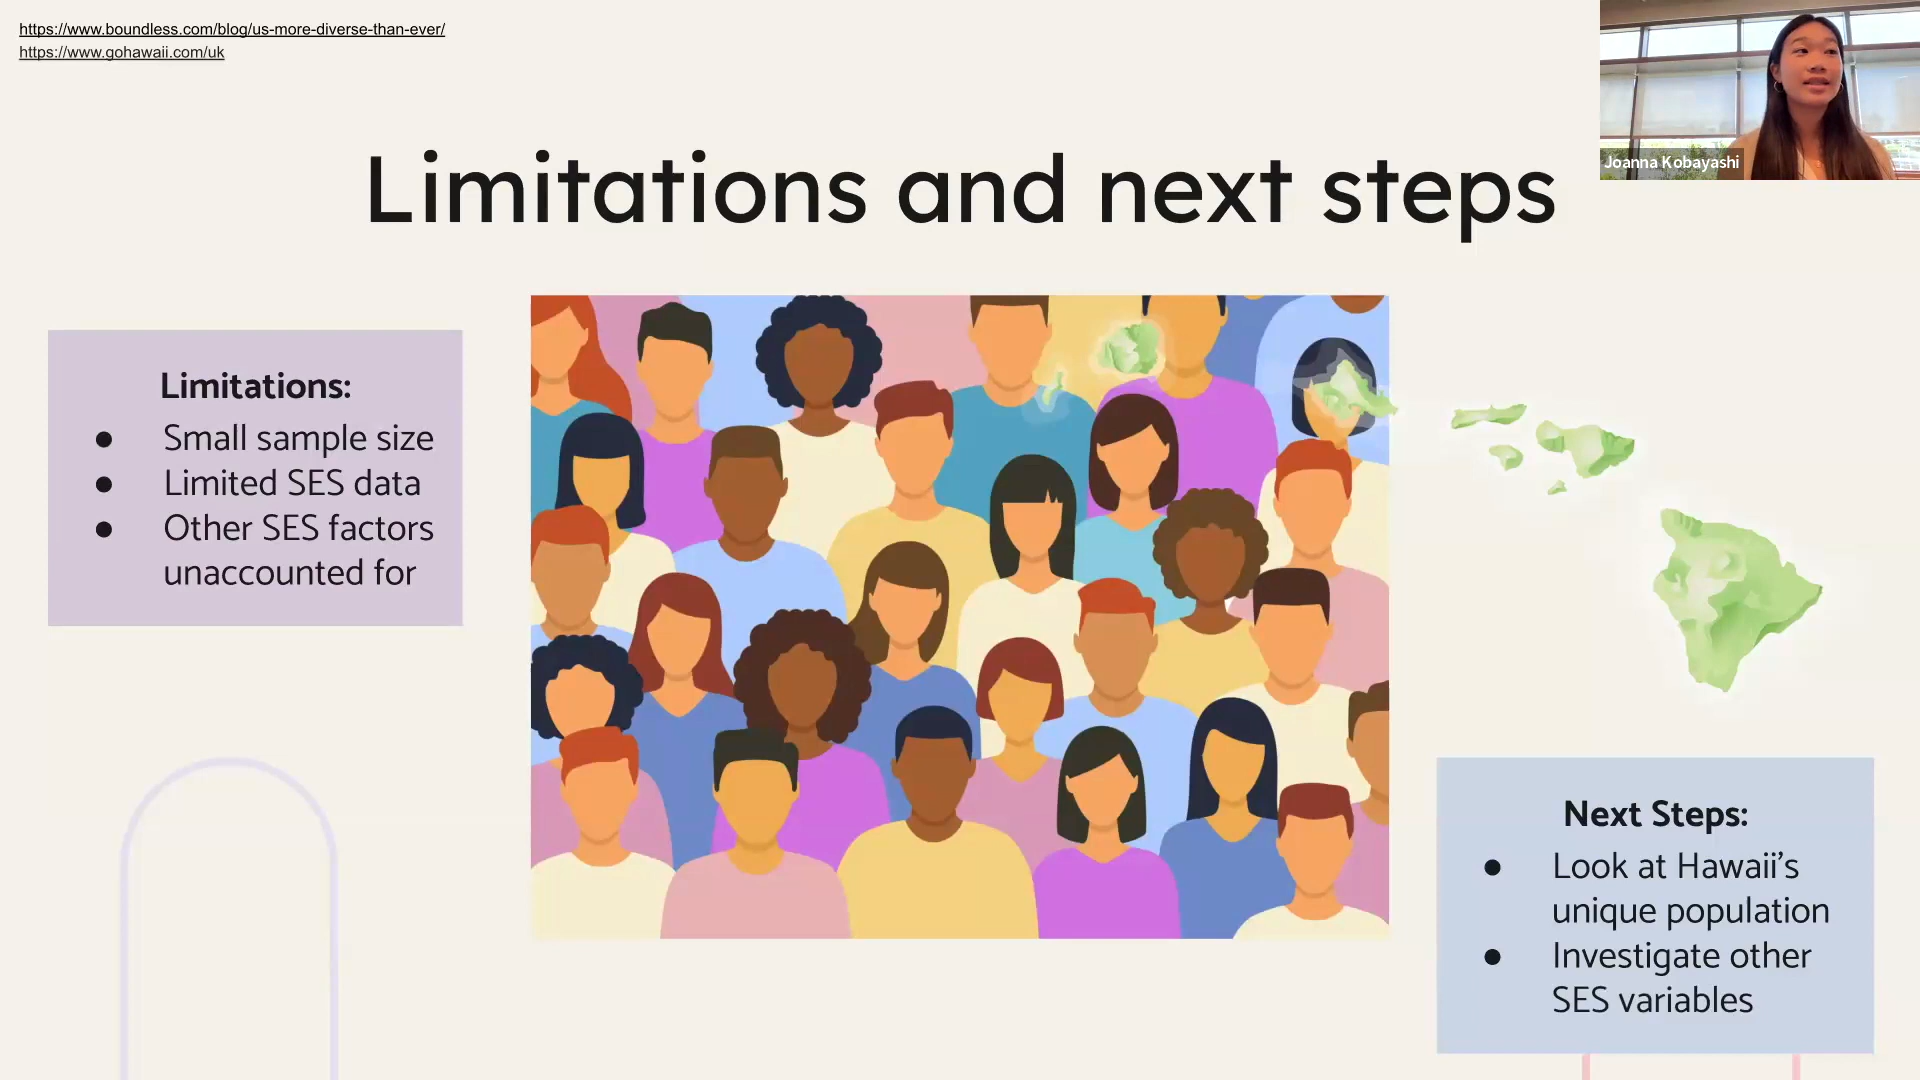 https://www.boundless.com/blog/us-more-diverse-than-ever/
https://www.gohawaii.com/uk
Joanna Kobayashi
Limitations and next steps
Limitations:
● Small sample size
● Limited SES data
● Other SES factors
unaccounted for
Next Steps:
● Look at Hawaii’s
unique population
● Investigate other
SES variables